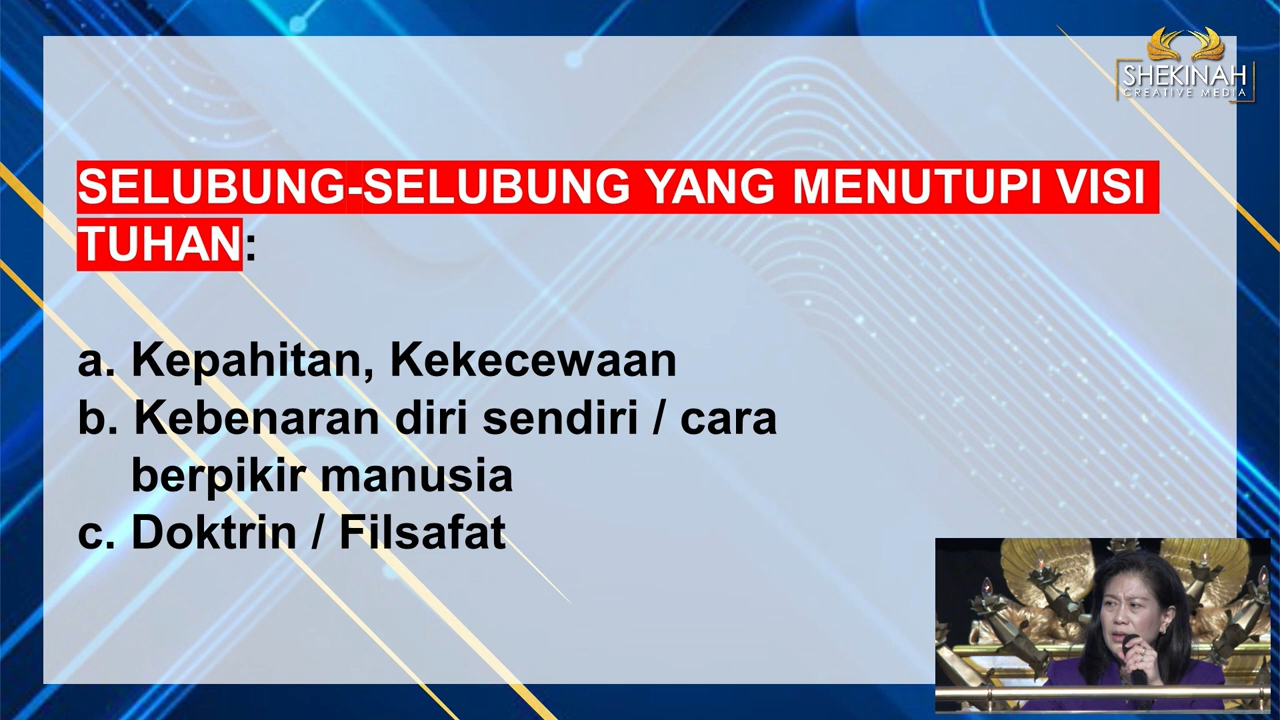 SHEKINAH
CREATIVE MEDIA
SELUBUNG-SELUBUNG YANG MENUTUPI VISI
TUHAN:
a. Kepahitan, Kekecewaan
b. Kebenaran diri sendiri / cara
berpikir manusia
c. Doktrin / Filsafat